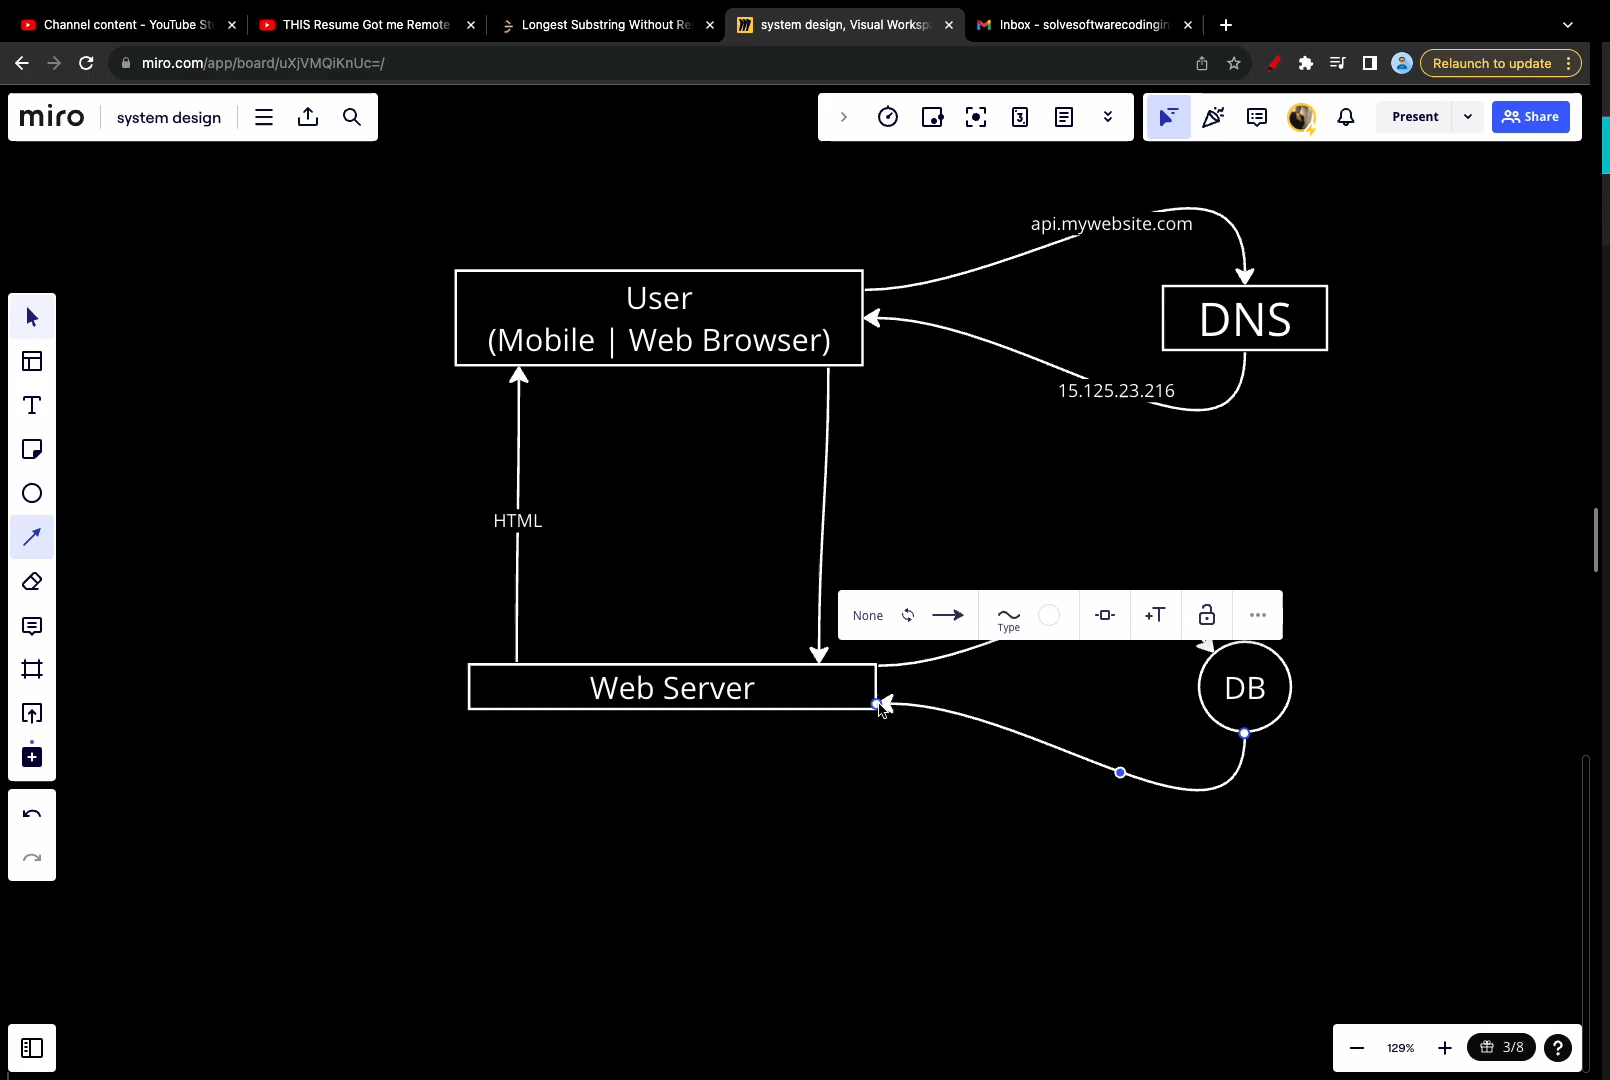 Channel content - YouTube St
THIS Resume Got me Remote
Longest Substring Without Re
system design, Visual Worksp
Inbox - solvesoftwarecodingin
miro.com/app/board/uXjVMQiKnUc=/
Relaunch to update
miro
system design
3
Present
Share
api.mywebsite.com
User
(Mobile | Web Browser)
DNS
15.125.23.216
HTML
None
Type
+T
Web Server
DB
129%
3/8
?